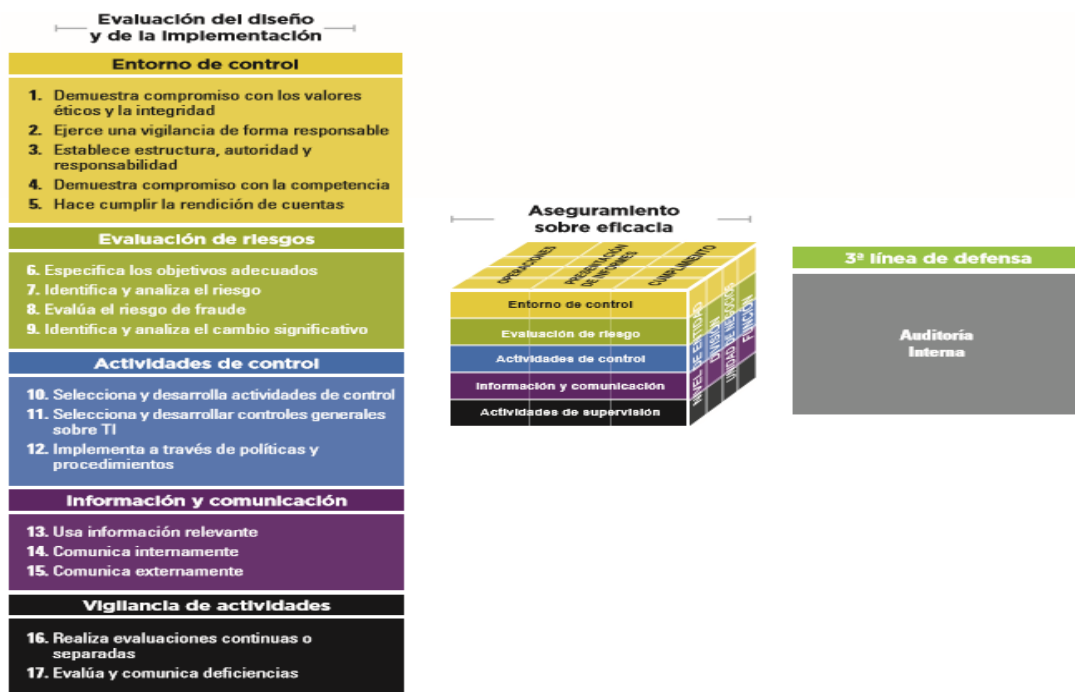 Evaluación del diseño
y de la implementación
Entorno de control
1. Demuestra compromiso con los valores
éticos y la integridad
2. Ejerce una vigilancia de forma responsable
3. Establece estructura, autoridad y
responsabilidad
4. Demuestra compromiso con la competencia
5. Hace cumplir la rendición de cuentas
Evaluación de riesgos
6. Especifica los objetivos adecuados
7. Identifica y analiza el riesgo
8. Evalúa el riesgo de fraude
9. Identifica y analiza el cambio significativo
Actividades de control
10. Selecciona y desarrolla actividades de control
11. Selecciona y desarrollar controles generales
sobre TI
12. Implementa a través de políticas y
procedimientos
Información y comunicación
13. Usa información relevante
14. Comunica internamente
15. Comunica externamente
Vigilancia de actividades
16. Realiza evaluaciones continuas o
separadas
17. Evalúa y comunica deficiencias
Aseguramiento
sobre eficacia
OPERACIONES
PRESENTACIÓN
DE INFORMES
CUMPLIMIENTO
Entorno de control
Evaluación de riesgo
Actividades de control
Información y comunicación
Actividades de supervisión
NIVEL DE ENTIDAD
DIVISIÓN
UNIDAD DE NEGOCIOS
FUNCIÓN
3ª línea de defensa
Auditoría
Interna